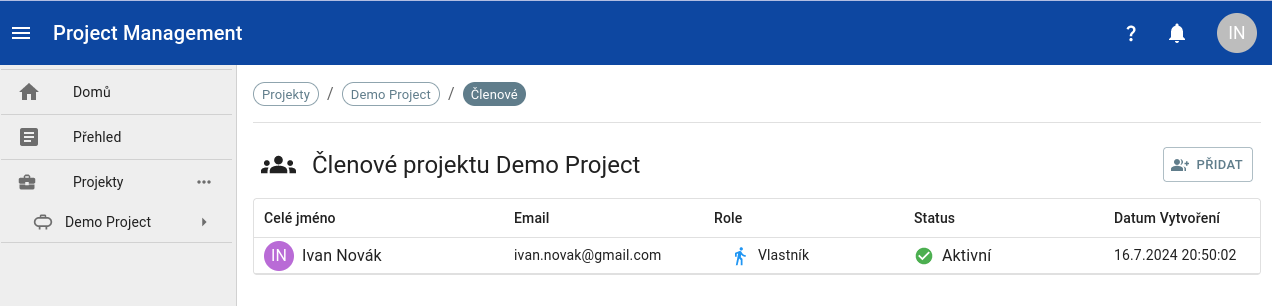 Project Management
?
IN
Domů
Přehled
Projekty
Demo Project
Projekty / Demo Project / Členové
Členové projektu Demo Project
PŘIDAT
Celé jméno Email Role Status Datum Vytvoření
IN Ivan Novák ivan.novak@gmail.com Vlastník Aktivní 16.7.2024 20:50:02